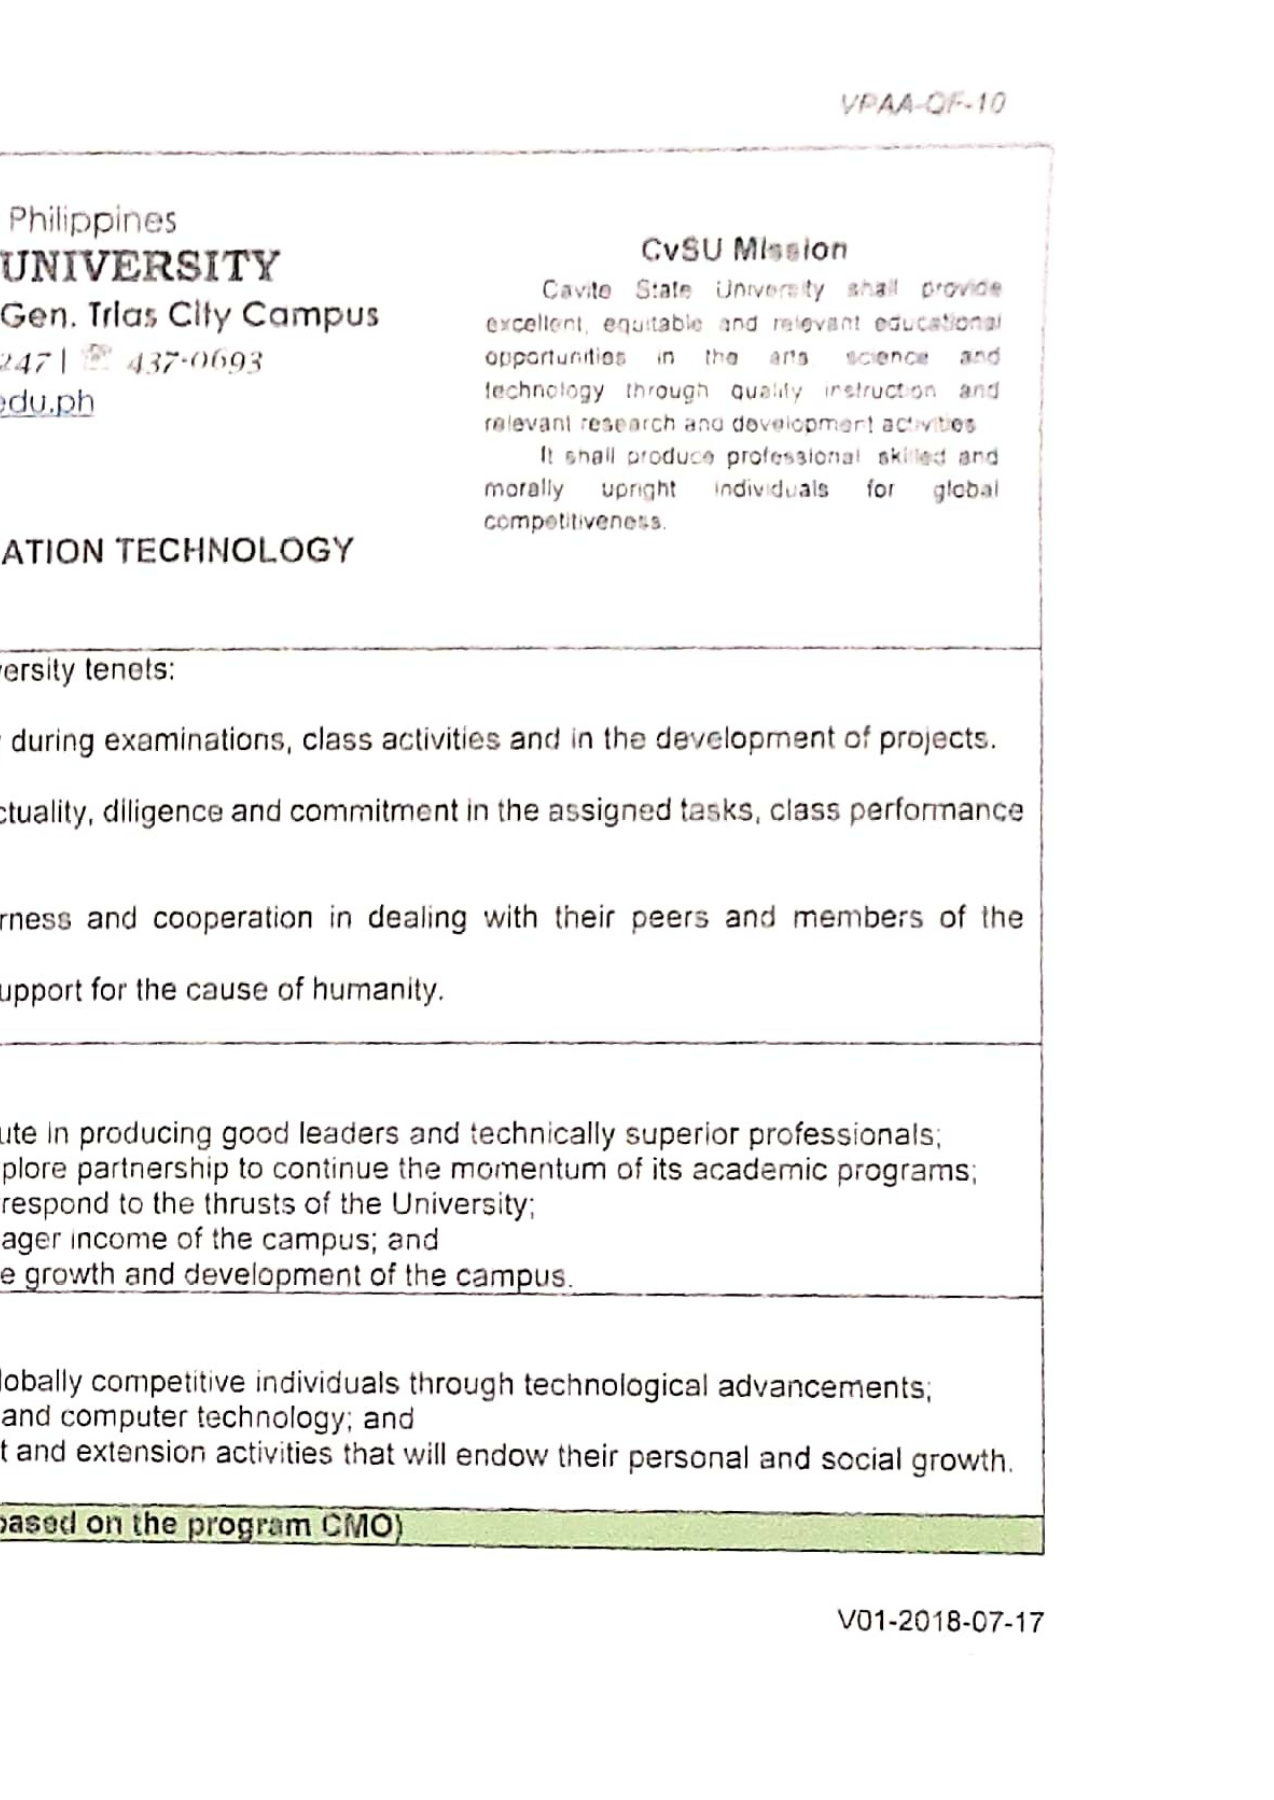 VPAA-QF-10
Philippines
UNIVERSITY
Gen. Trias City Campus
247 | ☏ 437-0693
edu.ph
ATION TECHNOLOGY
CvSU Mission
Cavite State University shall provide
excellent, equitable and relevant educational
opportunities in the arts science and
technology through quality instruction and
relevant research and development activities
It shall produce professional skilled and
morally upright individuals for global
competitiveness.
ersity tenets:
during examinations, class activities and in the development of projects.
ctuality, diligence and commitment in the assigned tasks, class performance
rness and cooperation in dealing with their peers and members of the
upport for the cause of humanity.
ute in producing good leaders and technically superior professionals;
plore partnership to continue the momentum of its academic programs;
respond to the thrusts of the University;
ager income of the campus; and
e growth and development of the campus.
lobally competitive individuals through technological advancements;
and computer technology; and
t and extension activities that will endow their personal and social growth.
based on the program CMO)
V01-2018-07-17